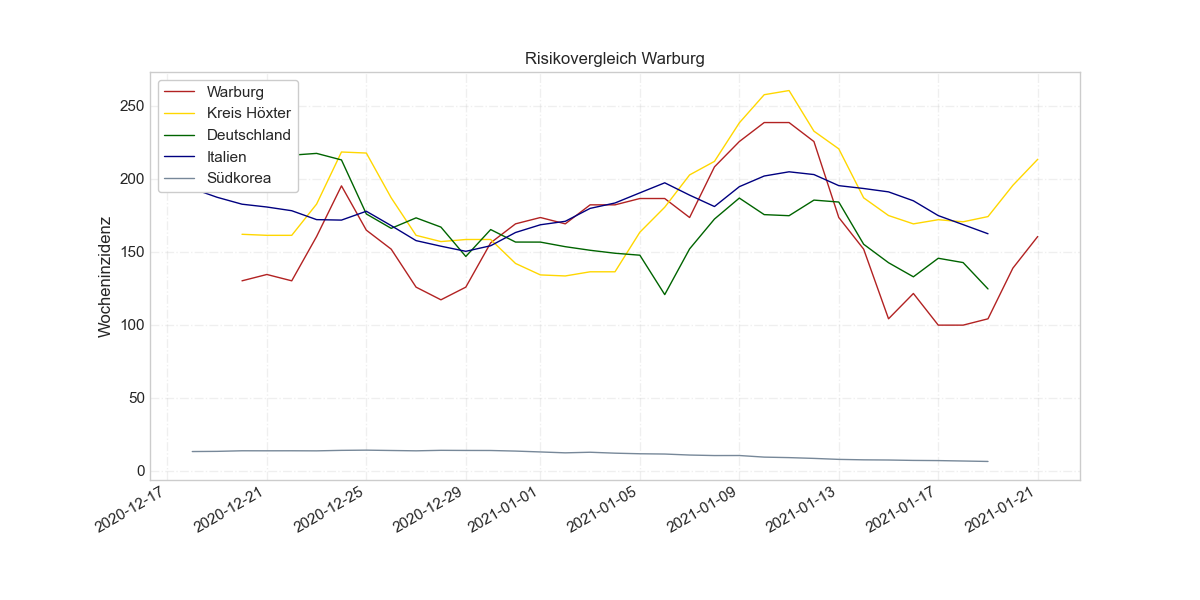 Risikovergleich Warburg
Warburg
Kreis Höxter
Deutschland
Italien
Südkorea
Wocheninzidenz
250
200
150
100
50
0
2020-12-17
2020-12-21
2020-12-25
2020-12-29
2021-01-01
2021-01-05
2021-01-09
2021-01-13
2021-01-17
2021-01-21